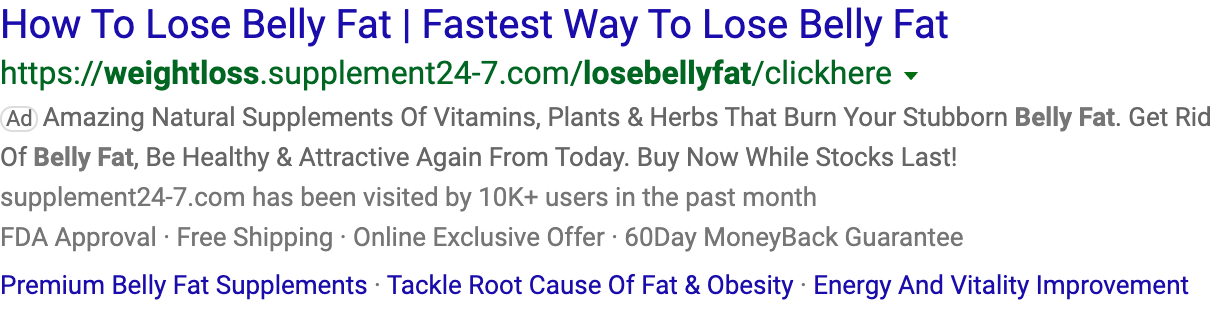 How To Lose Belly Fat | Fastest Way To Lose Belly Fat
https://weightloss.supplement24-7.com/losebellyfat/clickhere
Ad Amazing Natural Supplements Of Vitamins, Plants & Herbs That Burn Your Stubborn Belly Fat. Get Rid
Of Belly Fat, Be Healthy & Attractive Again From Today. Buy Now While Stocks Last!
supplement24-7.com has been visited by 10K+ users in the past month
FDA Approval · Free Shipping · Online Exclusive Offer · 60Day MoneyBack Guarantee
Premium Belly Fat Supplements · Tackle Root Cause Of Fat & Obesity · Energy And Vitality Improvement